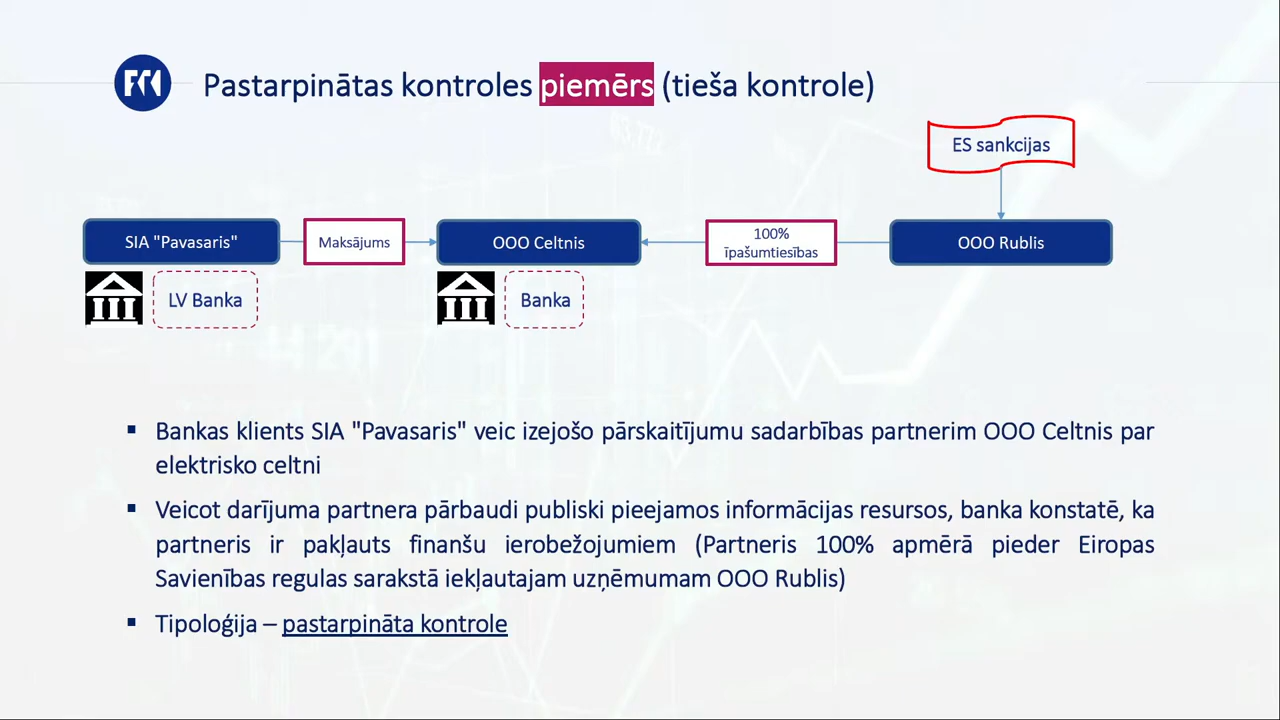 FKTK
Pastarpinātas kontroles piemērs (tieša kontrole)
ES sankcijas
SIA "Pavasaris"
Maksājums
OOO Celtnis
100%
īpašumtiesības
OOO Rublis
LV Banka
Banka
Bankas klients SIA "Pavasaris" veic izejošo pārskaitījumu sadarbības partnerim OOO Celtnis par
elektrisko celtni
Veicot darījuma partnera pārbaudi publiski pieejamos informācijas resursos, banka konstatē, ka
partneris ir pakļauts finanšu ierobežojumiem (Partneris 100% apmērā pieder Eiropas
Savienības regulas sarakstā iekļautajam uzņēmumam OOO Rublis)
Tipoloģija – pastarpināta kontrole